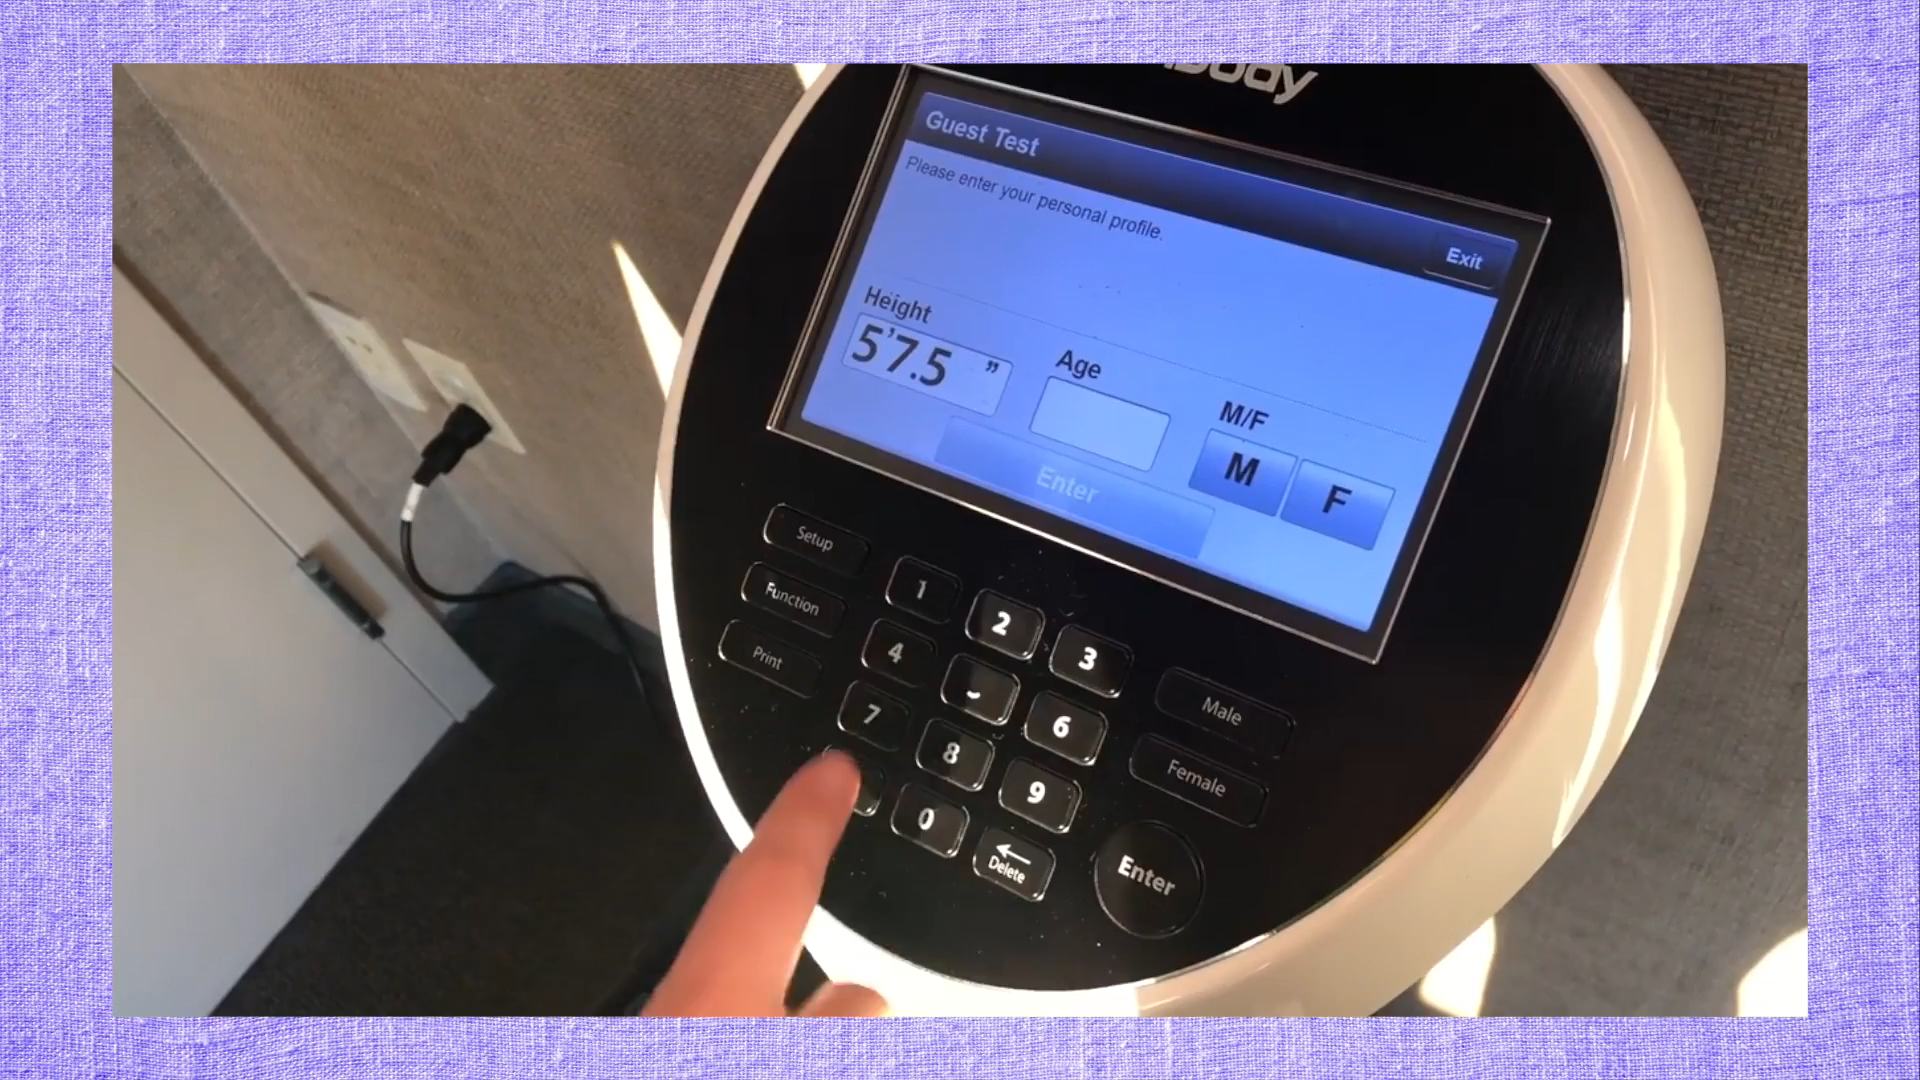 Guest Test
Please enter your personal profile.
Exit
Height
5'7.5 "
Age
M/F
M
F
Enter
Setup
Function
Print
1
2
3
4
6
7
8
9
0
Delete
Male
Female
Enter